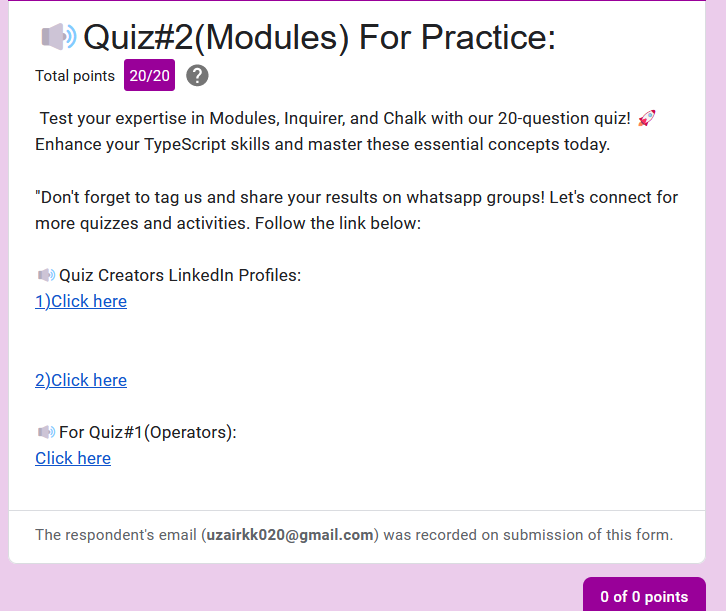 🔊Quiz#2(Modules) For Practice:
Total points 20/20 ?
Test your expertise in Modules, Inquirer, and Chalk with our 20-question quiz! 🚀
Enhance your TypeScript skills and master these essential concepts today.
"Don't forget to tag us and share your results on whatsapp groups! Let's connect for
more quizzes and activities. Follow the link below:
🔊Quiz Creators LinkedIn Profiles:
1)Click here
2)Click here
🔊For Quiz#1(Operators):
Click here
The respondent's email (uzairkk020@gmail.com) was recorded on submission of this form.
0 of 0 points